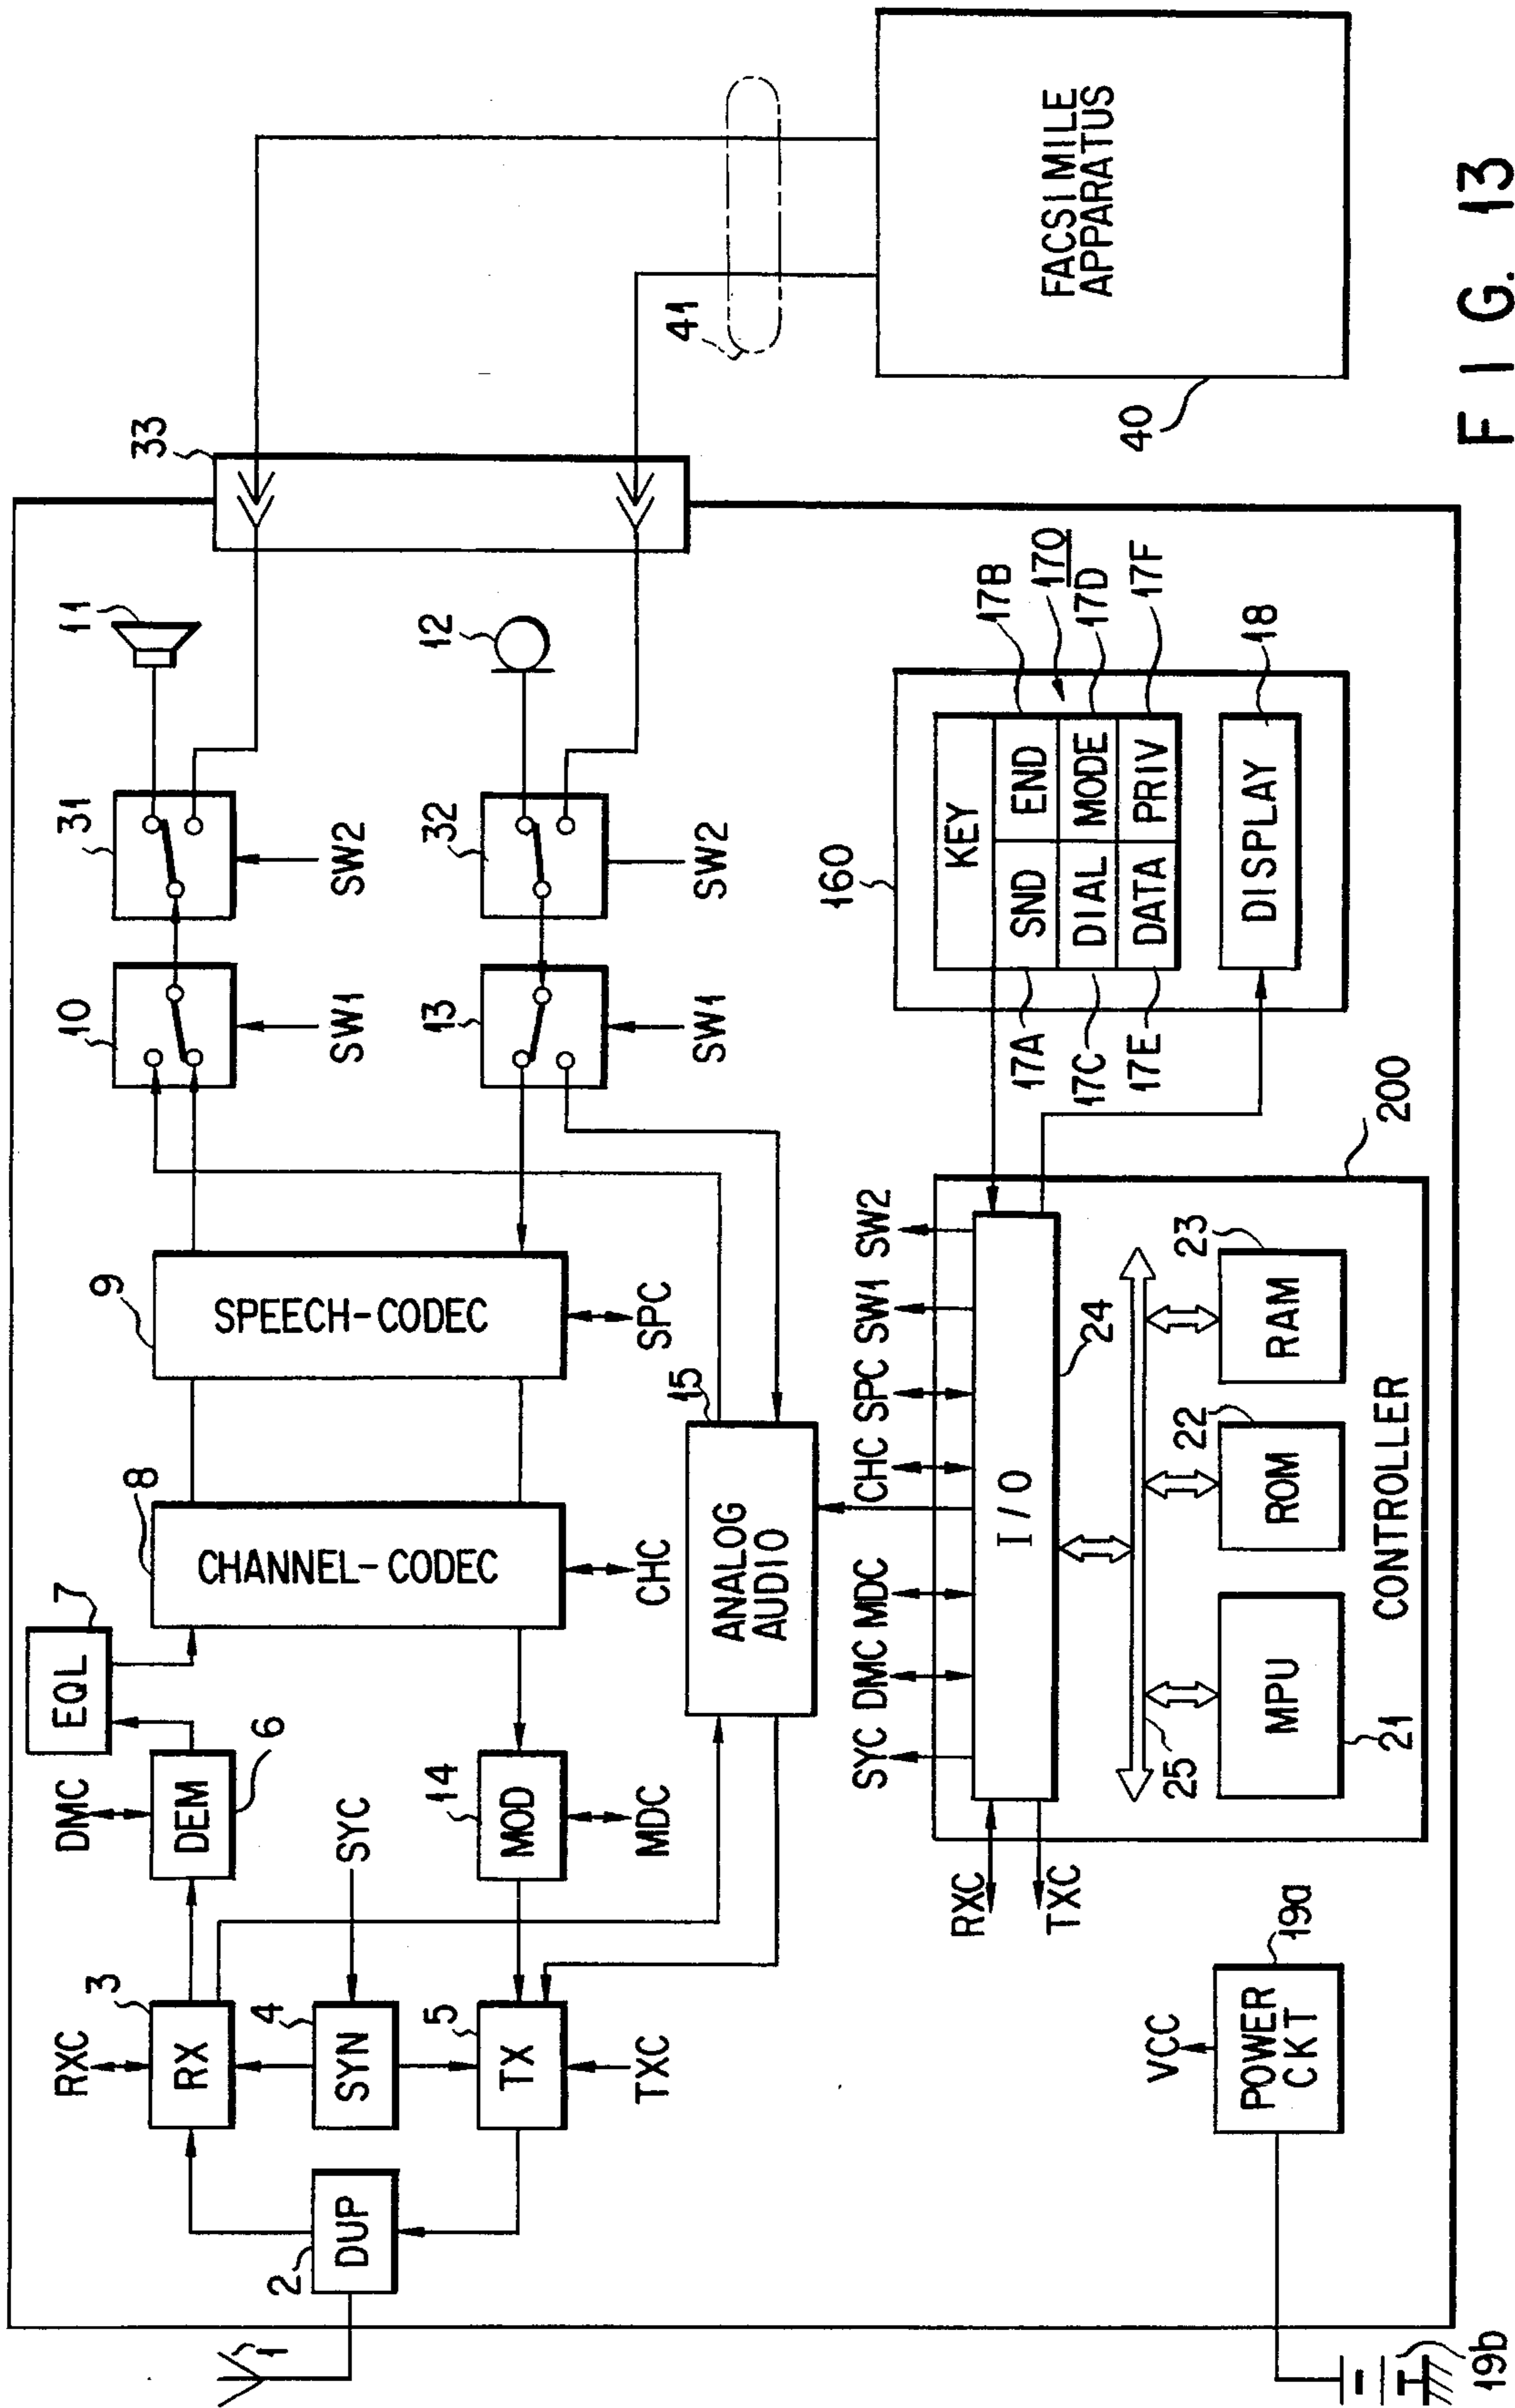 1
2
DUP
RXC
3
RX
4
SYN
SYC
5
TX
TXC
DMC
DEM
6
EQL
7
14
MOD
MDC
8
CHANNEL-CODEC
CHC
9
SPEECH-CODEC
SPC
15
ANALOG
AUDIO
10
SW1
31
SW2
11
13
SW1
32
SW2
12
33
41
FACSIMILE
APPARATUS
40
160
KEY
SND
END
DIAL
MODE
DATA
PRIV
17A
17B
17C
17D
17E
17F
170
DISPLAY
18
RXC
TXC
SYC
DMC
MDC
CHC
SPC
SW1
SW2
I/O
24
25
MPU
21
ROM
22
RAM
23
CONTROLLER
200
VCC
POWER
CKT
19a
19b
FIG. 13